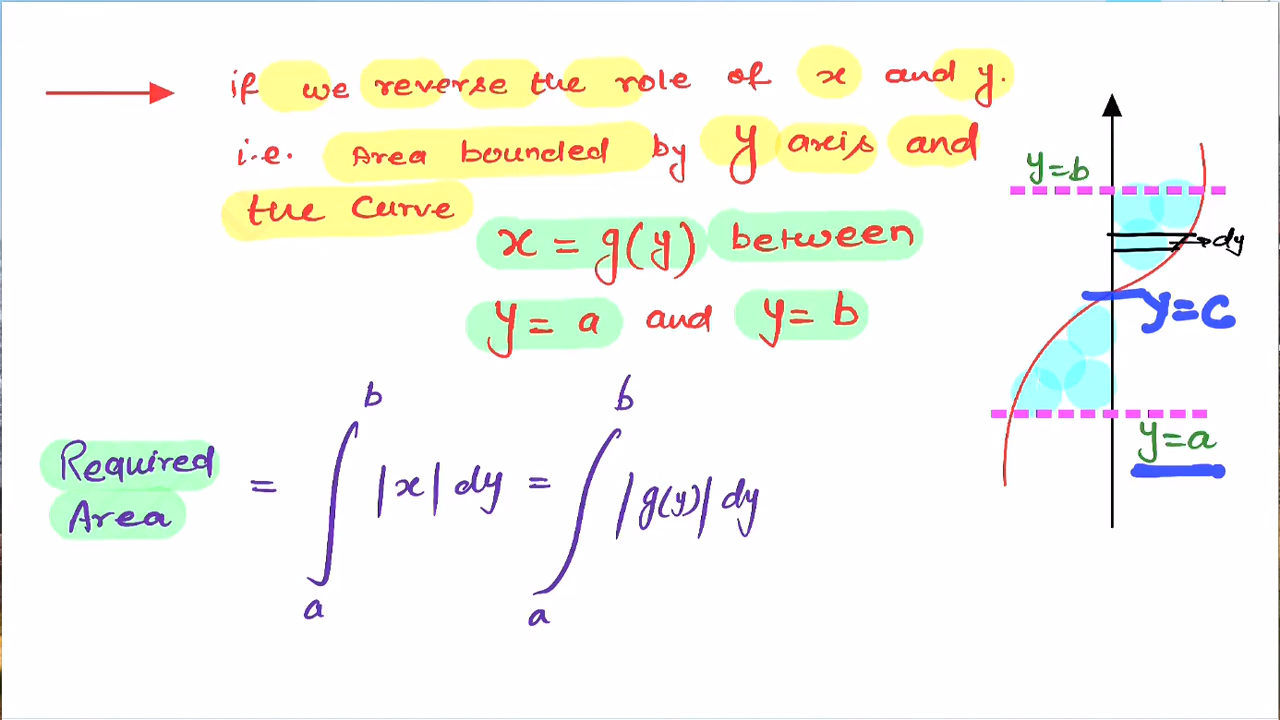 if we reverse the role of x and y.
i.e. Area bounded by y axis and
the Curve
x = g(y) between
y = a and y = b
Required Area = ∫_a^b |x| dy = ∫_a^b |g(y)| dy
y=b
dy
y=c
y=a